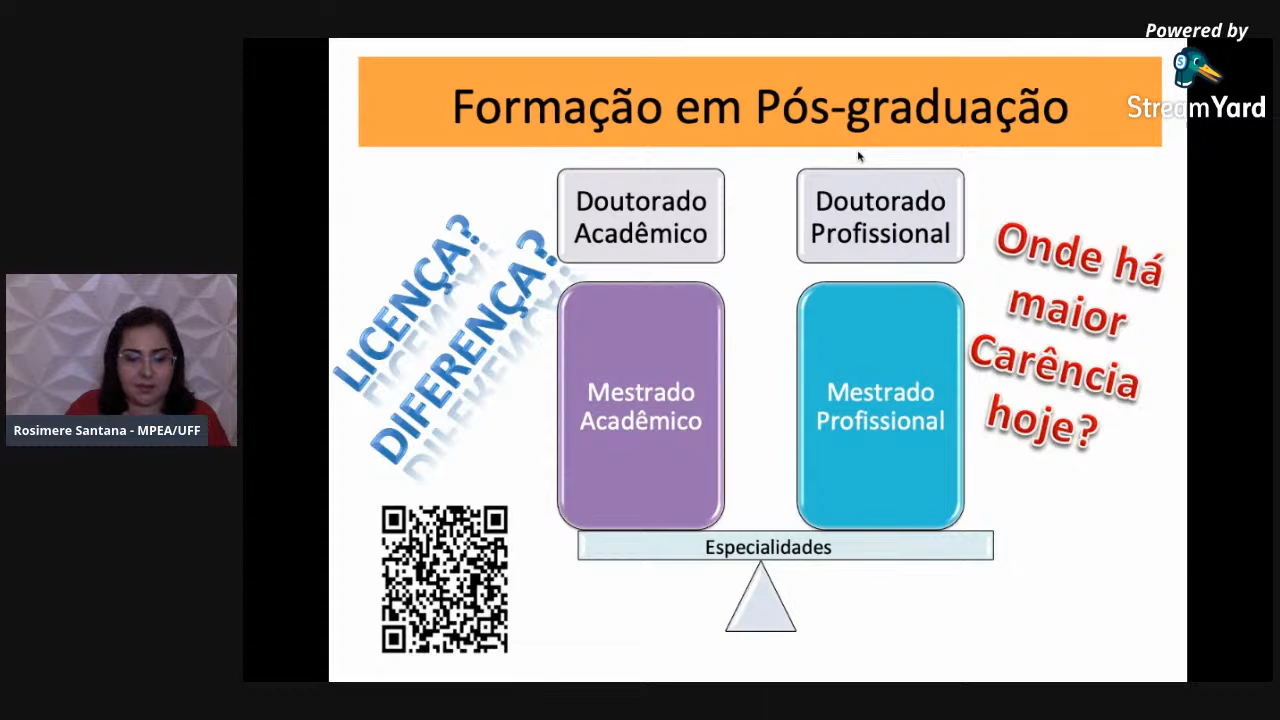 Powered by
StreamYard
Formação em Pós-graduação
Doutorado
Acadêmico
Doutorado
Profissional
LICENÇA?
DIFERENÇA?
Onde há
maior
Carência
hoje?
Mestrado
Acadêmico
Mestrado
Profissional
Rosimere Santana - MPEA/UFF
Especialidades